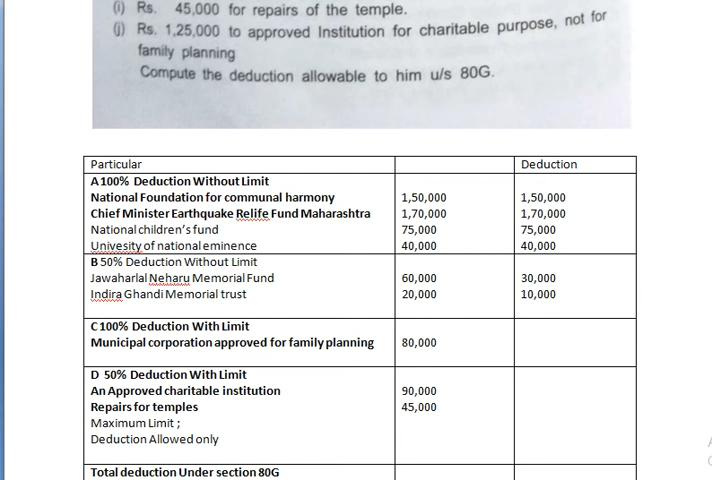 (i) Rs. 45,000 for repairs of the temple.
(j) Rs. 1,25,000 to approved Institution for charitable purpose, not for
family planning
Compute the deduction allowable to him u/s 80G.
Particular Deduction
A 100% Deduction Without Limit
National Foundation for communal harmony 1,50,000 1,50,000
Chief Minister Earthquake Relife Fund Maharashtra 1,70,000 1,70,000
National children's fund 75,000 75,000
Univesity of national eminence 40,000 40,000
B 50% Deduction Without Limit
Jawaharlal Neharu Memorial Fund 60,000 30,000
Indira Ghandi Memorial trust 20,000 10,000
C 100% Deduction With Limit
Municipal corporation approved for family planning 80,000
D 50% Deduction With Limit
An Approved charitable institution 90,000
Repairs for temples 45,000
Maximum Limit ;
Deduction Allowed only
Total deduction Under section 80G